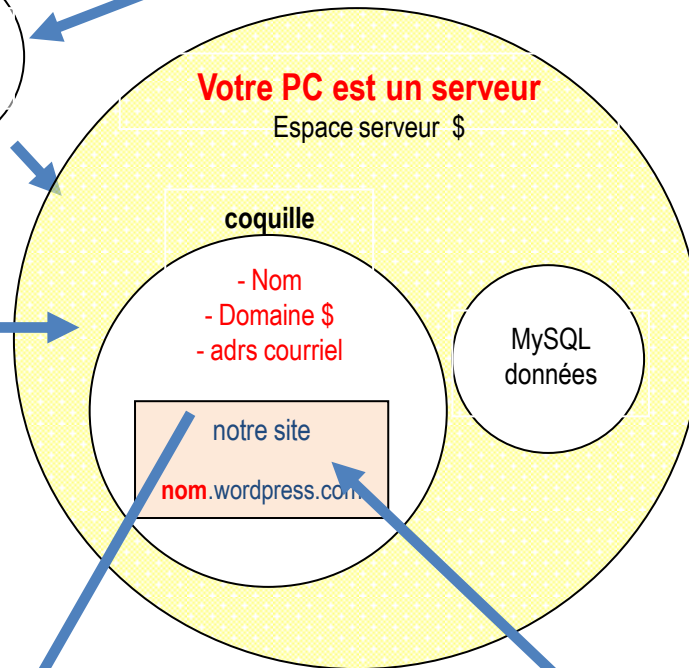 Votre PC est un serveur
Espace serveur $
coquille
- Nom
- Domaine $
- adrs courriel
MySQL
données
notre site
nom.wordpress.com